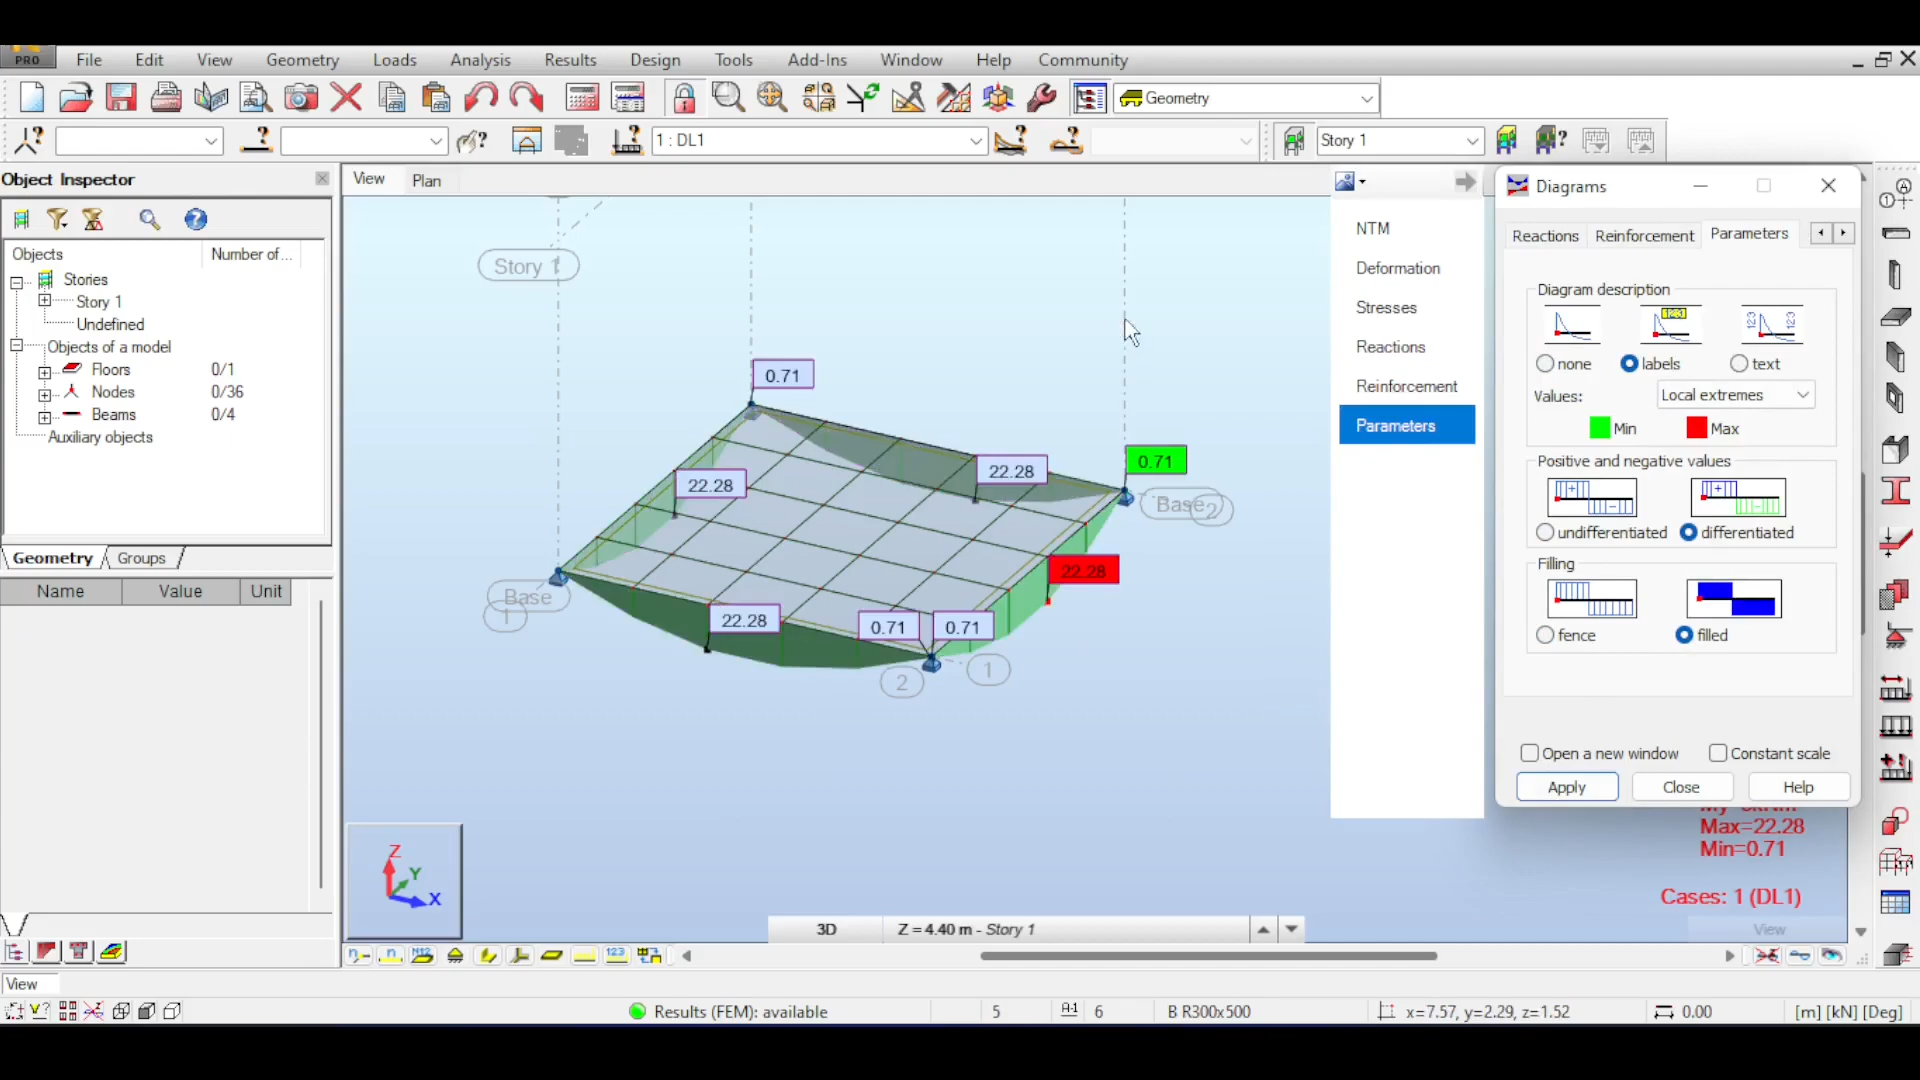 PRO
File Edit View Geometry Loads Analysis Results Design Tools Add-Ins Window Help Community
Geometry
1 : DL1
Story 1
Object Inspector
Objects
Number of...
Stories
Story 1
Undefined
Objects of a model
Floors 0/1
Nodes 0/36
Beams 0/4
Auxiliary objects
Geometry
Groups
Name Value Unit
View
Plan
Story 1
0.71
22.28
22.28
0.71
Base
2
22.28
Base
1
22.28
0.71
0.71
2
1
Z
Y
X
3D
Z = 4.40 m - Story 1
NTM
Deformation
Stresses
Reactions
Reinforcement
Parameters
Diagrams
Reactions
Reinforcement
Parameters
Diagram description
none
labels
text
Values:
Local extremes
Min
Max
Positive and negative values
undifferentiated
differentiated
Filling
fence
filled
Open a new window
Constant scale
Apply
Close
Help
Max=22.28
Min=0.71
Cases: 1 (DL1)
View
View
Results (FEM): available
5
6
B R300x500
x=7.57, y=2.29, z=1.52
0.00
[m] [kN] [Deg]